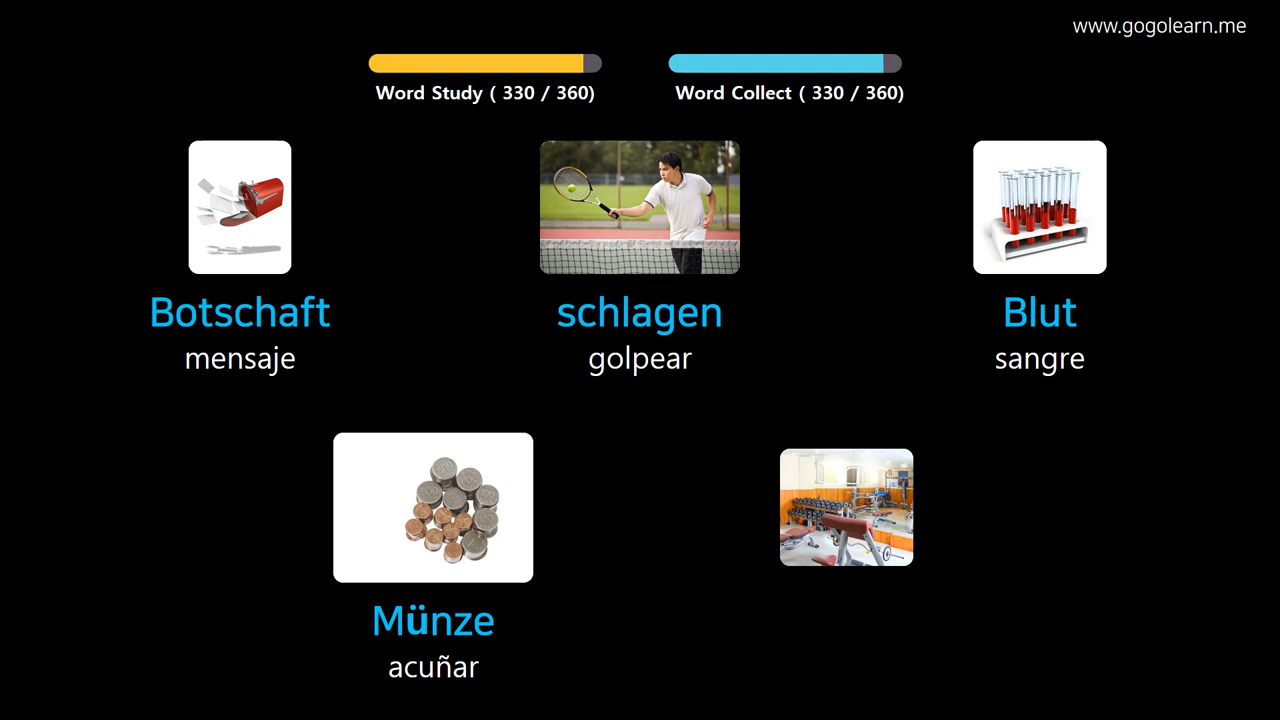 www.gogolearn.me
Word Study ( 330 / 360)
Word Collect ( 330 / 360)
Botschaft
mensaje
schlagen
golpear
Blut
sangre
Münze
acuñar